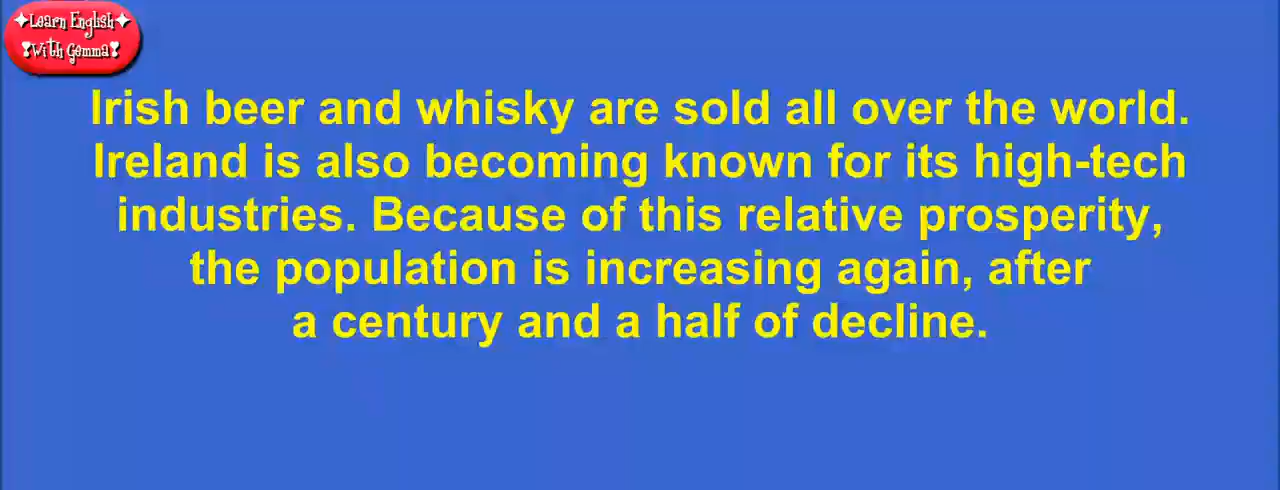 ✦Learn English✦
❣With Gemma❣
Irish beer and whisky are sold all over the world.
Ireland is also becoming known for its high-tech
industries. Because of this relative prosperity,
the population is increasing again, after
a century and a half of decline.